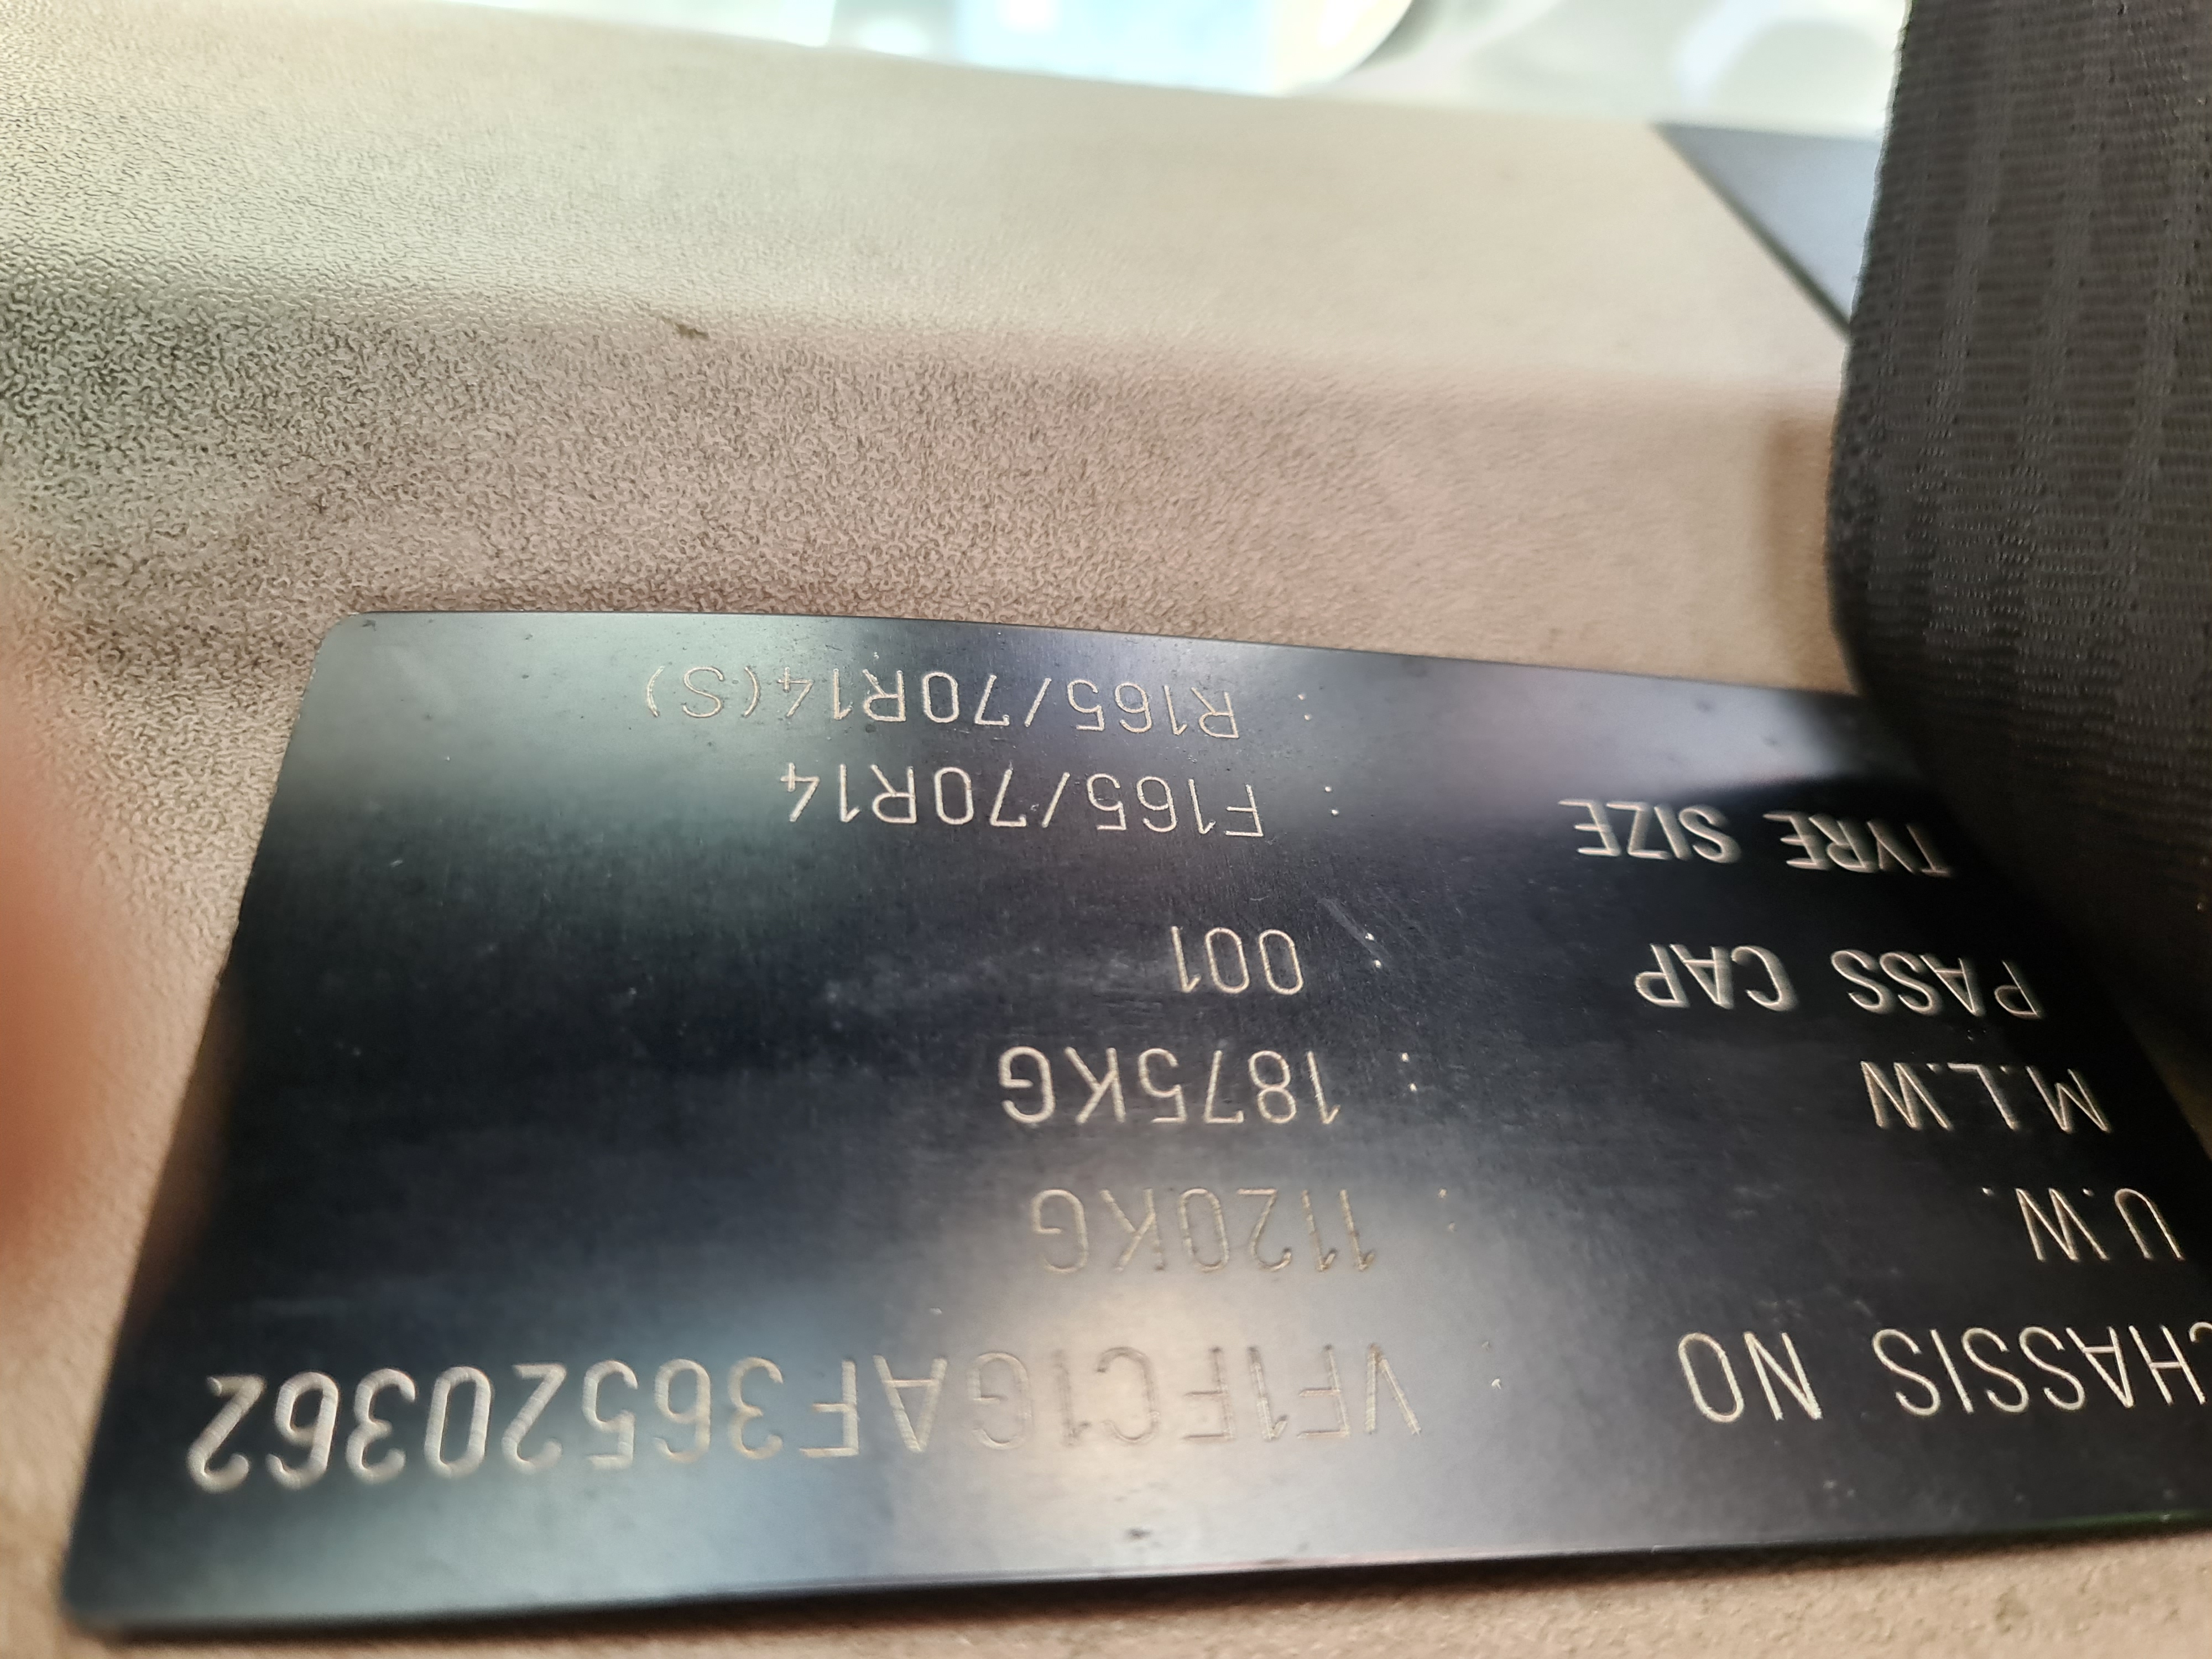 CHASSIS NO : VF1FC1GAF36520362
U.W. : 1120KG
M.L.W : 1875KG
PASS CAP : 001
TYRE SIZE : F165/70R14
: R165/70R14(S)